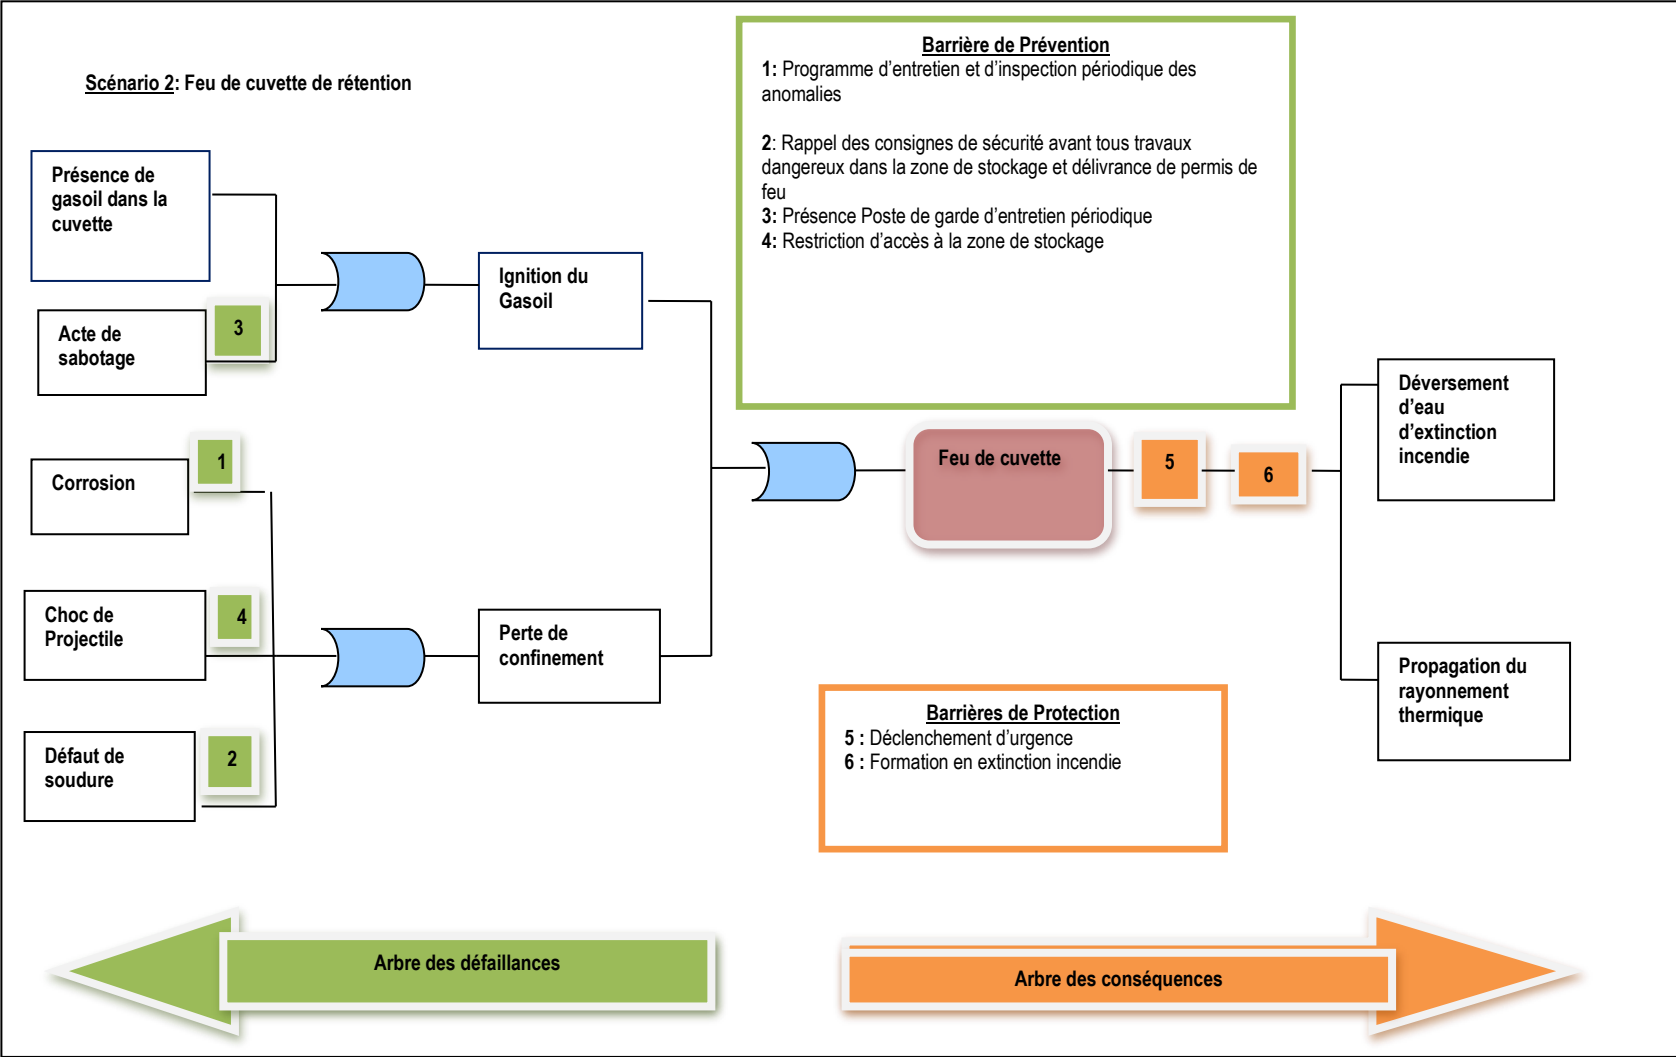 Scénario 2: Feu de cuvette de rétention
Barrière de Prévention
1: Programme d’entretien et d’inspection périodique des
anomalies
2: Rappel des consignes de sécurité avant tous travaux
dangereux dans la zone de stockage et délivrance de permis de
feu
3: Présence Poste de garde d’entretien périodique
4: Restriction d’accès à la zone de stockage
Présence de
gasoil dans la
cuvette
Ignition du
Gasoil
Acte de
sabotage
3
Corrosion
1
Choc de
Projectile
4
Perte de
confinement
Défaut de
soudure
2
Feu de cuvette
5
6
Déversement
d’eau
d’extinction
incendie
Propagation du
rayonnement
thermique
Barrières de Protection
5 : Déclenchement d’urgence
6 : Formation en extinction incendie
Arbre des défaillances
Arbre des conséquences